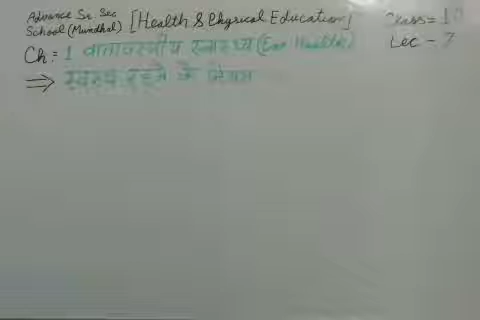 Advance Sr. Sec
School (Mundhal) [Health & Physical Education] Class = 10
Ch: 1 वातावरणीय स्वास्थ्य (Env Health) Lec - 7
⇒ स्वस्थ रहने के नियम